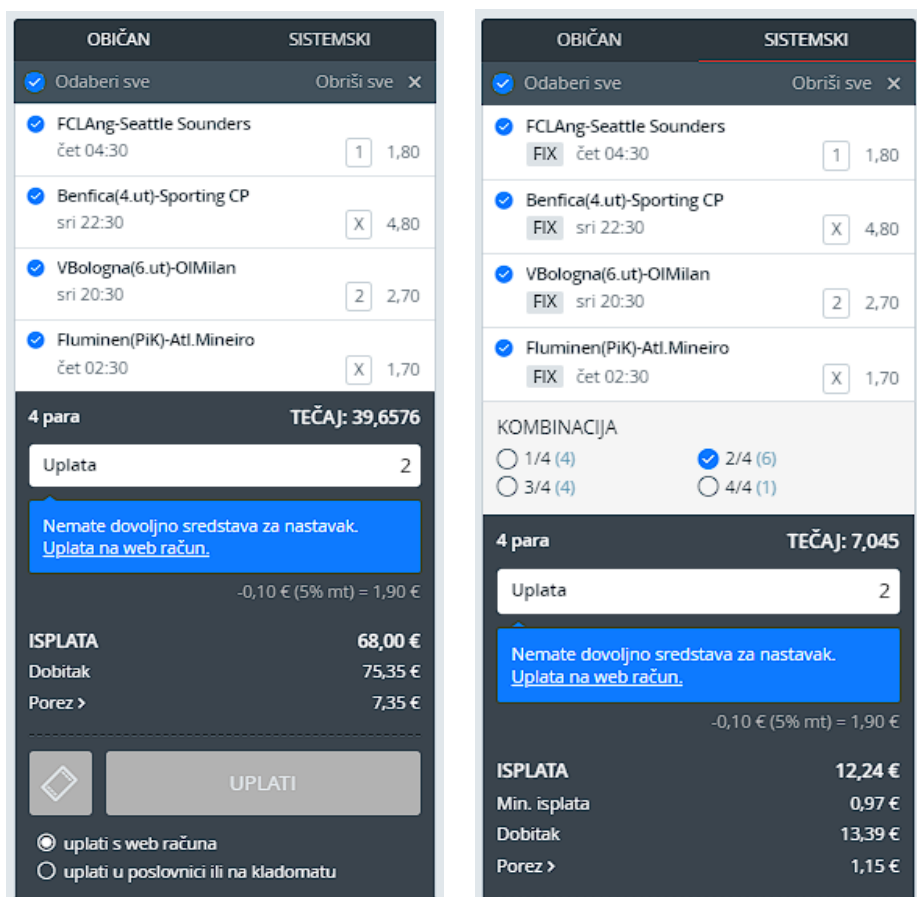 OBIČAN SISTEMSKI
Odaberi sve Obriši sve ×
FCLAng-Seattle Sounders
čet 04:30 1 1,80
Benfica(4.ut)-Sporting CP
sri 22:30 X 4,80
VBologna(6.ut)-OlMilan
sri 20:30 2 2,70
Fluminen(PiK)-Atl.Mineiro
čet 02:30 X 1,70
4 para TEČAJ: 39,6576
Uplata 2
Nemate dovoljno sredstava za nastavak.
Uplata na web račun.
-0,10 € (5% mt) = 1,90 €
ISPLATA 68,00 €
Dobitak 75,35 €
Porez > 7,35 €
UPLATI
uplati s web računa
uplati u poslovnici ili na kladomatu
OBIČAN SISTEMSKI
Odaberi sve Obriši sve ×
FCLAng-Seattle Sounders
FIX čet 04:30 1 1,80
Benfica(4.ut)-Sporting CP
FIX sri 22:30 X 4,80
VBologna(6.ut)-OlMilan
FIX sri 20:30 2 2,70
Fluminen(PiK)-Atl.Mineiro
FIX čet 02:30 X 1,70
KOMBINACIJA
1/4 (4) 2/4 (6)
3/4 (4) 4/4 (1)
4 para TEČAJ: 7,045
Uplata 2
Nemate dovoljno sredstava za nastavak.
Uplata na web račun.
-0,10 € (5% mt) = 1,90 €
ISPLATA 12,24 €
Min. isplata 0,97 €
Dobitak 13,39 €
Porez > 1,15 €